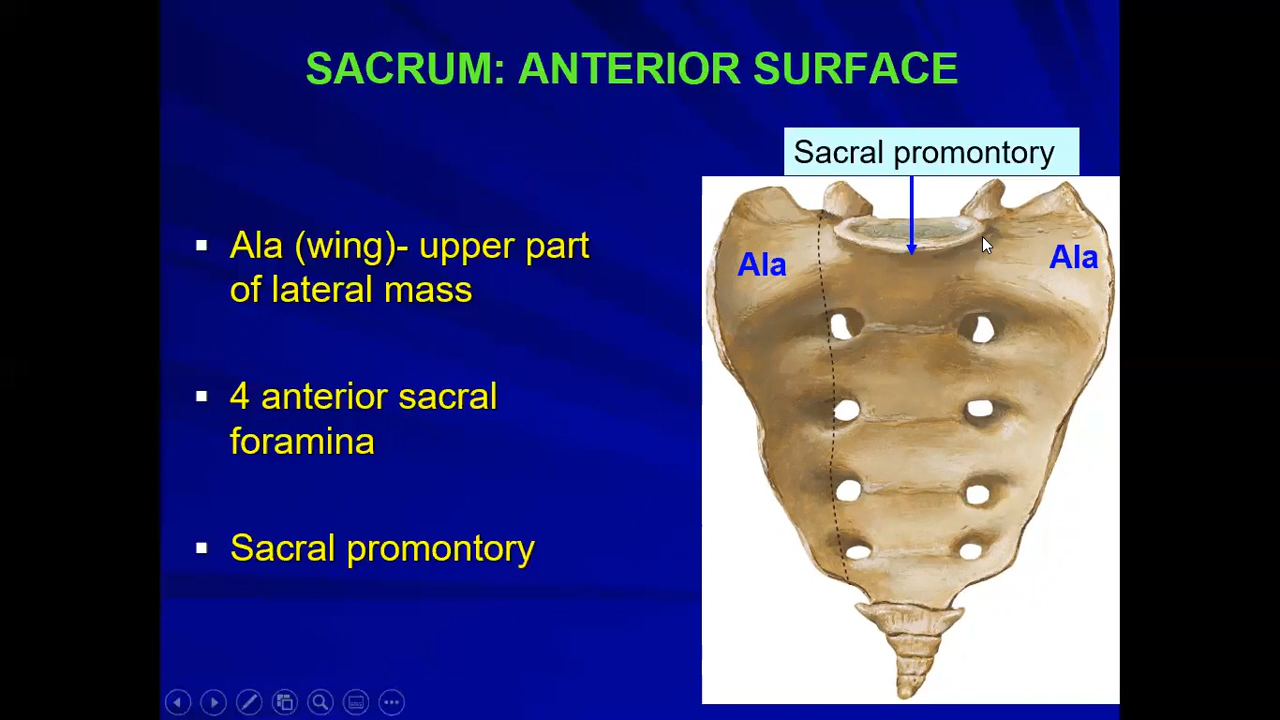 SACRUM: ANTERIOR SURFACE
Sacral promontory
Ala (wing)- upper part
of lateral mass
4 anterior sacral
foramina
Sacral promontory
Ala
Ala